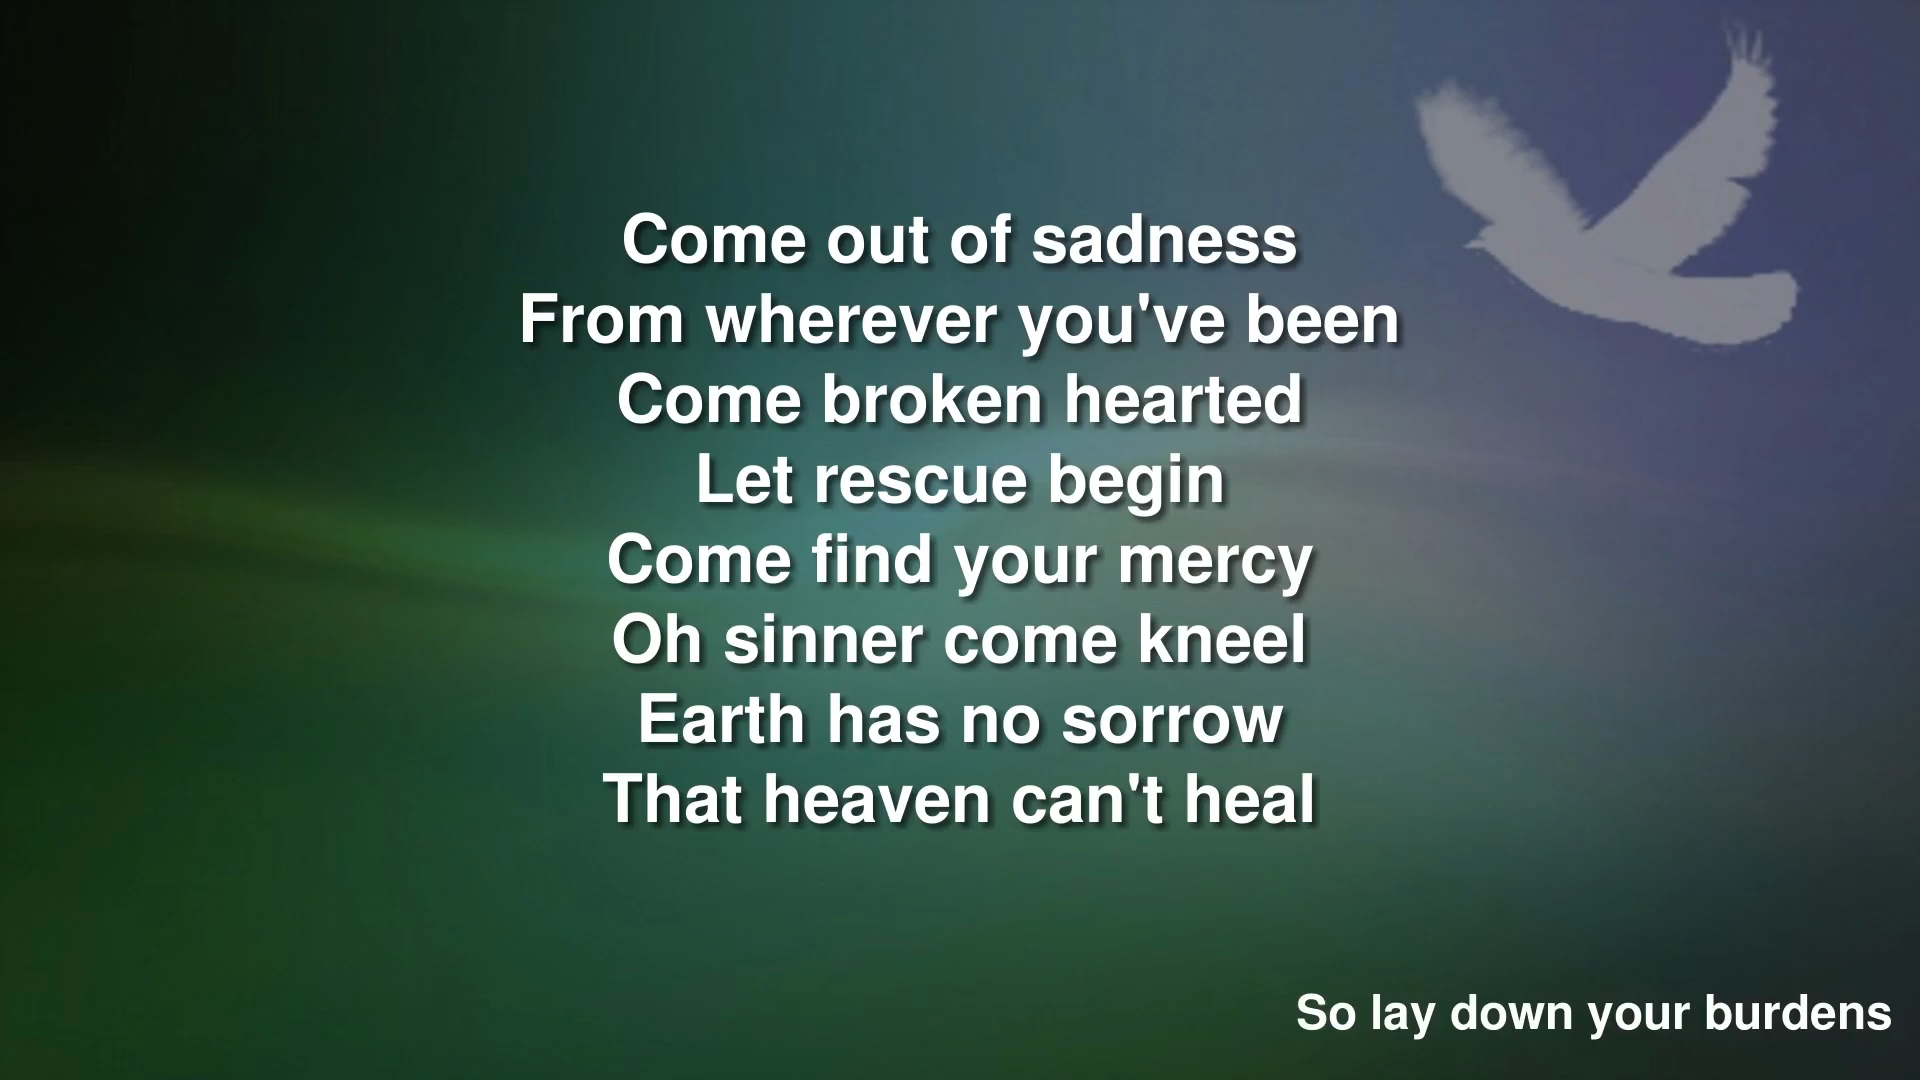 Come out of sadness
From wherever you've been
Come broken hearted
Let rescue begin
Come find your mercy
Oh sinner come kneel
Earth has no sorrow
That heaven can't heal
So lay down your burdens